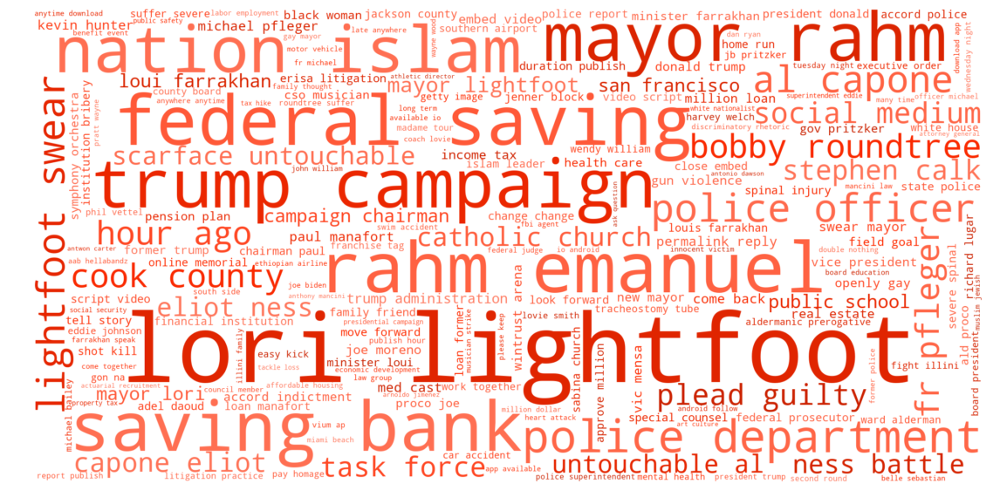 anytime download
suffer severe
labor employment
black woman
jackson county
embed video
police report
minister farrakhan
president donald
accord police
kevin hunter
public safety
michael pfleger
late anywhere
southern airport
benefit event
nation islam
mayor rahm
gay mayor
motor vehicle
wayne wood
fr michael
dan ryan
home run
jb pritzker
download app
wednesday night
duration publish
donald trump
tuesday night
executive order
loui farrakhan
erisa litigation
athletic director
mayor lightfoot
san francisco
al capone
family thought
county board
cso musician
getty image
million loan
superintendent eddie
officer michael
anywhere anytime
tax hike
roundtree suffer
jenner block
video script
many time
long term
available io
white nationalist
gov pritzker
federal saving
social medium
harvey welch
white house
madame tour
coach lovie
discriminatory rhetoric
attorney general
institution bribery
symphony orchestra
pratt wayne
lightfoot swear
wendy william
bobby roundtree
scarface untouchable
income tax
islam leader
health care
close embed
stephen calk
john william
antonio dawson
gun violence
trump campaign
spinal injury
mancini law
state police
police officer
phil vettel
pension plan
campaign chairman
change change
ask question
louis farrakhan
swear mayor
fbi agent
hour ago
paul manafort
catholic church
permalink reply
field goal
antwon carter
former trump
chairman paul
swim accident
federal judge
io android
innocent victim
double nothing
franchise tag
vice president
richard lugar
aab hellabandz
online memorial
ethiopian airline
rahm emanuel
board education
cook county
joe biden
openly gay
severe spinal
muslim jewish
south side
anthony mancini
script video
trump administration
look forward
new mayor
come back
public school
eliot ness
lovie smith
wintrust arena
tell story
social security
family friend
tracheostomy tube
real estate
financial institution
presidential campaign
aldermanic prerogative
eddie johnson
move forward
publish hour
loan former
musician strike
please keep
farrakhan speak
joe moreno
lori lightfoot
shot kill
illini family
easy kick
minister loui
economic development
fr pfleger
ald proco
board president
come together
tackle loss
law group
fight illini
gon na
council member
affordable housing
med cast
work together
sabina church
approve million
vic mensa
former police
mayor lori
actuarial recruitment
accord indictment
arnoldo jimenez
plead guilty
michael bailey
property tax
adel daoud
loan manafort
proco joe
million dollar
android follow
heart attack
special counsel
federal prosecutor
ward alderman
vium ap
art culture
saving bank
miami beach
police department
car accident
capone eliot
task force
app available
untouchable al
ness battle
report publish
litigation practice
pay homage
police superintendent
mental health
president trump
second round
belle sebastian